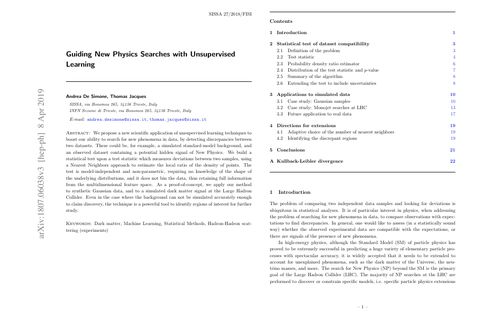 SISSA 27/2018/FISI
Guiding New Physics Searches with Unsupervised
Learning
Andrea De Simone, Thomas Jacques
SISSA, via Bonomea 265, 34136 Trieste, Italy
INFN Sezione di Trieste, via Bonomea 265, 34136 Trieste, Italy
E-mail: andrea.desimone@sissa.it, thomas.jacques@sissa.it
Abstract: We propose a new scientific application of unsupervised learning techniques to
boost our ability to search for new phenomena in data, by detecting discrepancies between
two datasets. These could be, for example, a simulated standard-model background, and
an observed dataset containing a potential hidden signal of New Physics. We build a
statistical test upon a test statistic which measures deviations between two samples, using
a Nearest Neighbors approach to estimate the local ratio of the density of points. The
test is model-independent and non-parametric, requiring no knowledge of the shape of
the underlying distributions, and it does not bin the data, thus retaining full information
from the multidimensional feature space. As a proof-of-concept, we apply our method
to synthetic Gaussian data, and to a simulated dark matter signal at the Large Hadron
Collider. Even in the case where the background can not be simulated accurately enough
to claim discovery, the technique is a powerful tool to identify regions of interest for further
study.
Keywords: Dark matter, Machine Learning, Statistical Methods, Hadron-Hadron scat-
tering (experiments)
arXiv:1807.06038v3 [hep-ph] 8 Apr 2019
Contents
1 Introduction 1
2 Statistical test of dataset compatibility 3
2.1 Definition of the problem 3
2.2 Test statistic 4
2.3 Probability density ratio estimator 6
2.4 Distribution of the test statistic and p-value 7
2.5 Summary of the algorithm 8
2.6 Extending the test to include uncertainties 8
3 Applications to simulated data 10
3.1 Case study: Gaussian samples 10
3.2 Case study: Monojet searches at LHC 13
3.3 Future application to real data 17
4 Directions for extensions 19
4.1 Adaptive choice of the number of nearest neighbors 19
4.2 Identifying the discrepant regions 19
5 Conclusions 21
A Kullback-Leibler divergence 22
1 Introduction
The problem of comparing two independent data samples and looking for deviations is
ubiquitous in statistical analyses. It is of particular interest in physics, when addressing
the problem of searching for new phenomena in data, to compare observations with expec-
tations to find discrepancies. In general, one would like to assess (in a statistically sound
way) whether the observed experimental data are compatible with the expectations, or
there are signals of the presence of new phenomena.
In high-energy physics, although the Standard Model (SM) of particle physics has
proved to be extremely successful in predicting a large variety of elementary particle pro-
cesses with spectacular accuracy, it is widely accepted that it needs to be extended to
account for unexplained phenomena, such as the dark matter of the Universe, the neu-
trino masses, and more. The search for New Physics (NP) beyond the SM is the primary
goal of the Large Hadron Collider (LHC). The majority of NP searches at the LHC are
performed to discover or constrain specific models, i.e. specific particle physics extensions
– 1 –